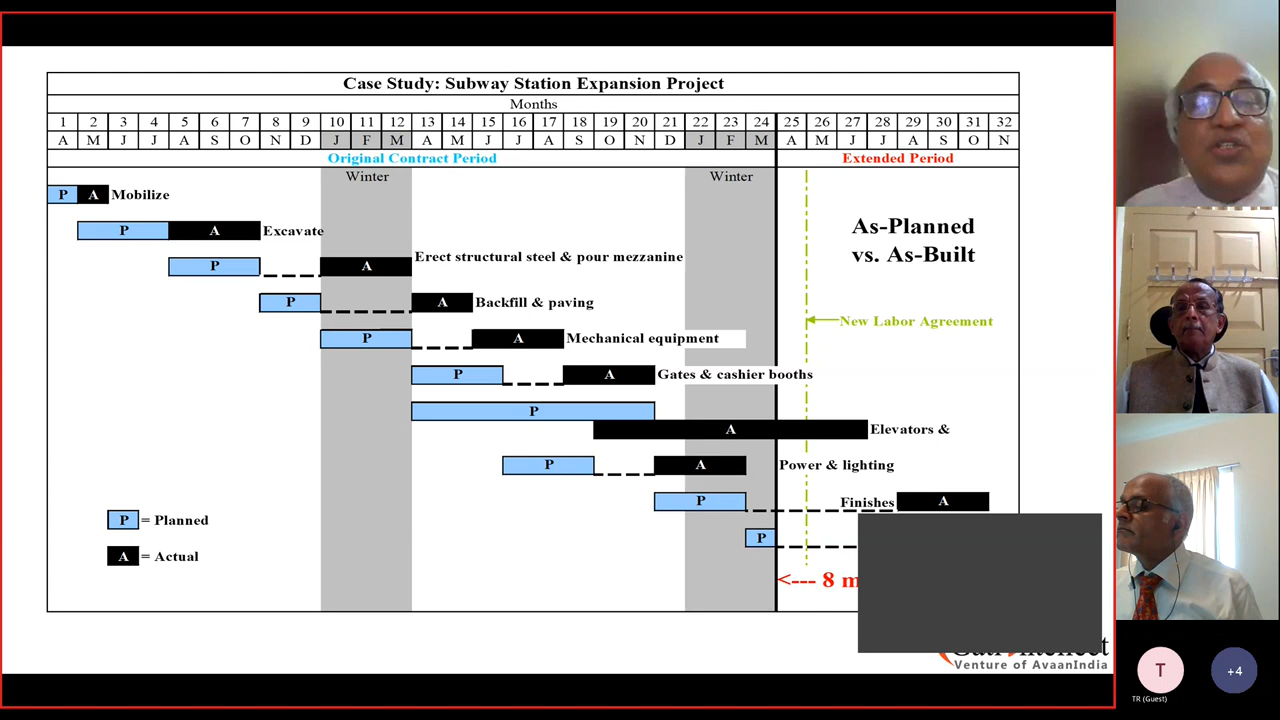 Case Study: Subway Station Expansion Project
Months
1 2 3 4 5 6 7 8 9 10 11 12 13 14 15 16 17 18 19 20 21 22 23 24 25 26 27 28 29 30 31 32
A M J J A S O N D J F M A M J J A S O N D J F M A M J J A S O N
Original Contract Period Extended Period
Winter Winter
P A Mobilize
P A Excavate
As-Planned
vs. As-Built
P A Erect structural steel & pour mezzanine
P A Backfill & paving
New Labor Agreement
P A Mechanical equipment
P A Gates & cashier booths
P
A Elevators &
P A Power & lighting
P Finishes A
P = Planned
P
A = Actual
<--- 8 m
Venture of AvaanIndia
T +4
TR (Guest)